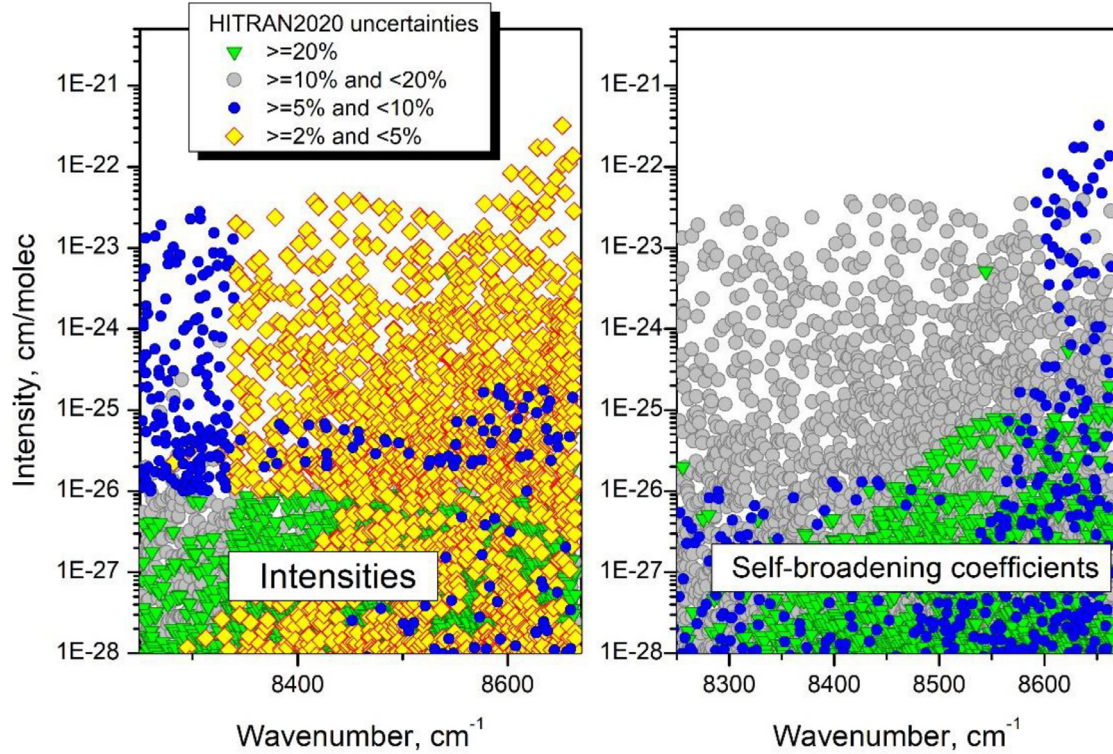 HITRAN2020 uncertainties
>=20%
>=10% and <20%
>=5% and <10%
>=2% and <5%
Intensity, cm/molec
1E-21
1E-22
1E-23
1E-24
1E-25
1E-26
1E-27
1E-28
Intensities
8400
8600
Wavenumber, cm⁻¹
1E-21
1E-22
1E-23
1E-24
1E-25
1E-26
1E-27
1E-28
Self-broadening coefficients
8300
8400
8500
8600
Wavenumber, cm⁻¹